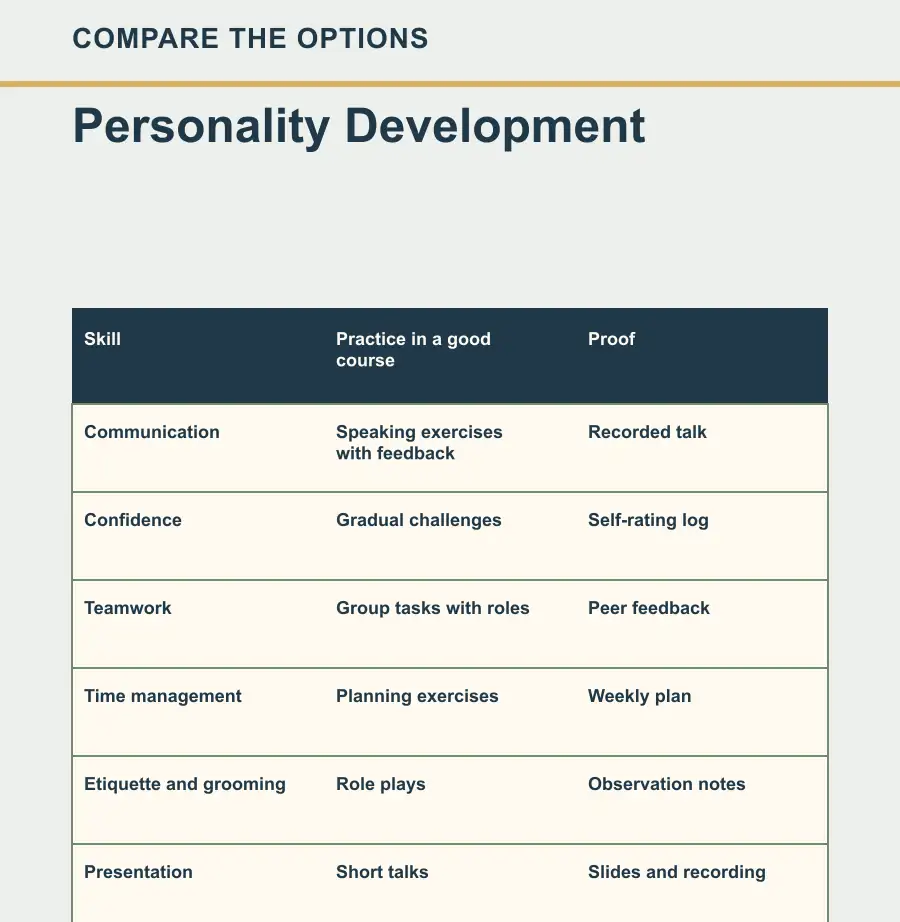 COMPARE THE OPTIONS
Personality Development
Skill
Practice in a good
course
Proof
Communication
Speaking exercises
with feedback
Recorded talk
Confidence
Gradual challenges
Self-rating log
Teamwork
Group tasks with roles
Peer feedback
Time management
Planning exercises
Weekly plan
Etiquette and grooming
Role plays
Observation notes
Presentation
Short talks
Slides and recording